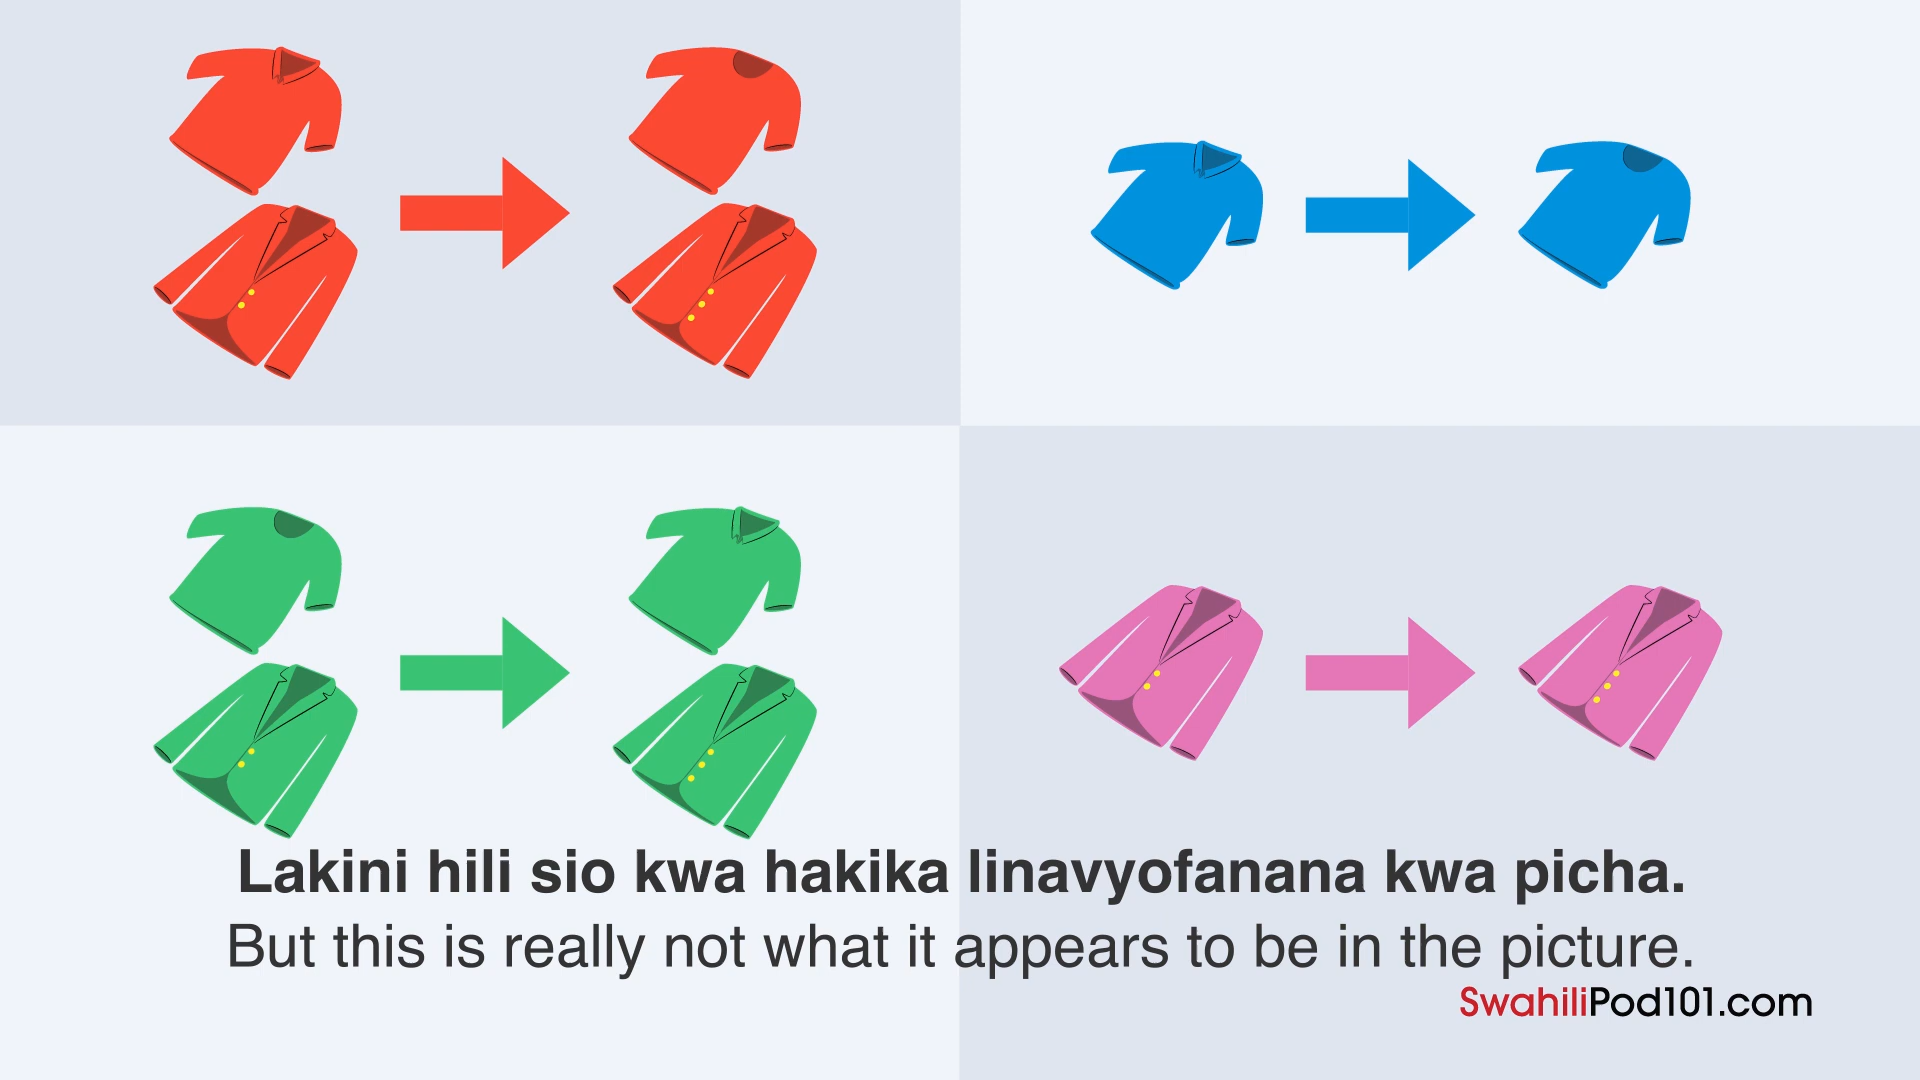 Lakini hili sio kwa hakika linavyofanana kwa picha.
But this is really not what it appears to be in the picture.
SwahiliPod101.com